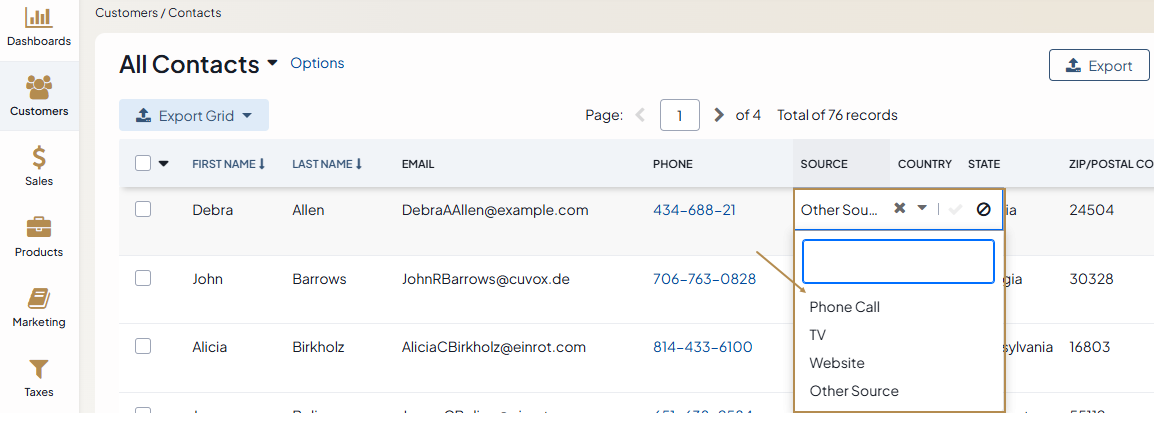 Customers / Contacts
Dashboards
All Contacts Options
Export
Customers
Export Grid
Page: 1 of 4 Total of 76 records
FIRST NAME LAST NAME EMAIL PHONE SOURCE COUNTRY STATE ZIP/POSTAL CO
Sales
Debra Allen DebraAAllen@example.com 434-688-21 Other Sou... ia 24504
Products
John Barrows JohnRBarrows@cuvox.de 706-763-0828 gia 30328
Phone Call
Marketing
TV
Alicia Birkholz AliciaCBirkholz@einrot.com 814-433-6100 sylvania 16803
Website
Taxes
Other Source